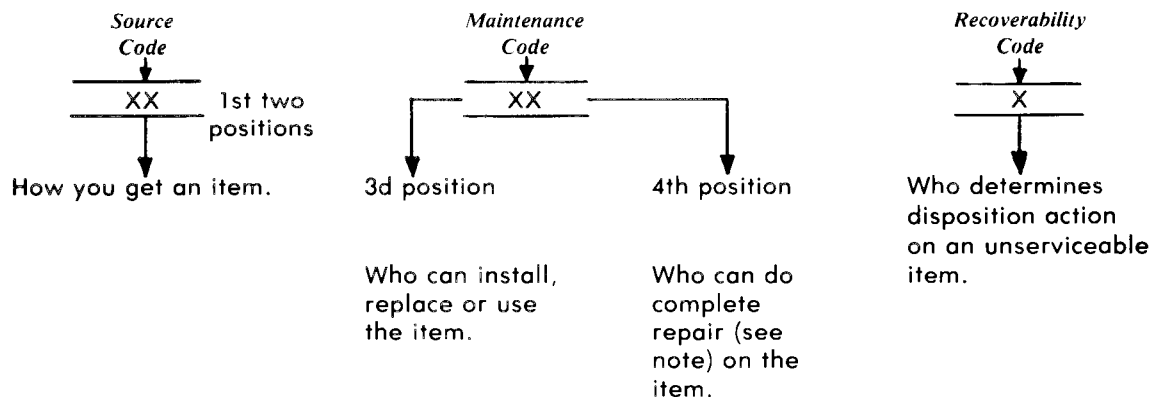 Source
Code
XX
1st two
positions
How you get an item.
Maintenance
Code
XX
3d position
Who can install,
replace or use
the item.
4th position
Who can do
complete
repair (see
note) on the
item.
Recoverability
Code
X
Who determines
disposition action
on an unserviceable
item.